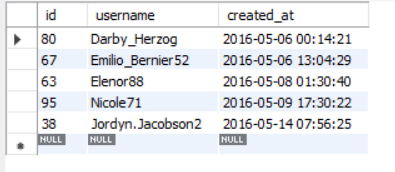 id username created_at
80 Darby_Herzog 2016-05-06 00:14:21
67 Emilio_Bernier52 2016-05-06 13:04:29
63 Elenor88 2016-05-08 01:30:40
95 Nicole71 2016-05-09 17:30:22
38 Jordyn.Jacobson2 2016-05-14 07:56:25
NULL NULL NULL